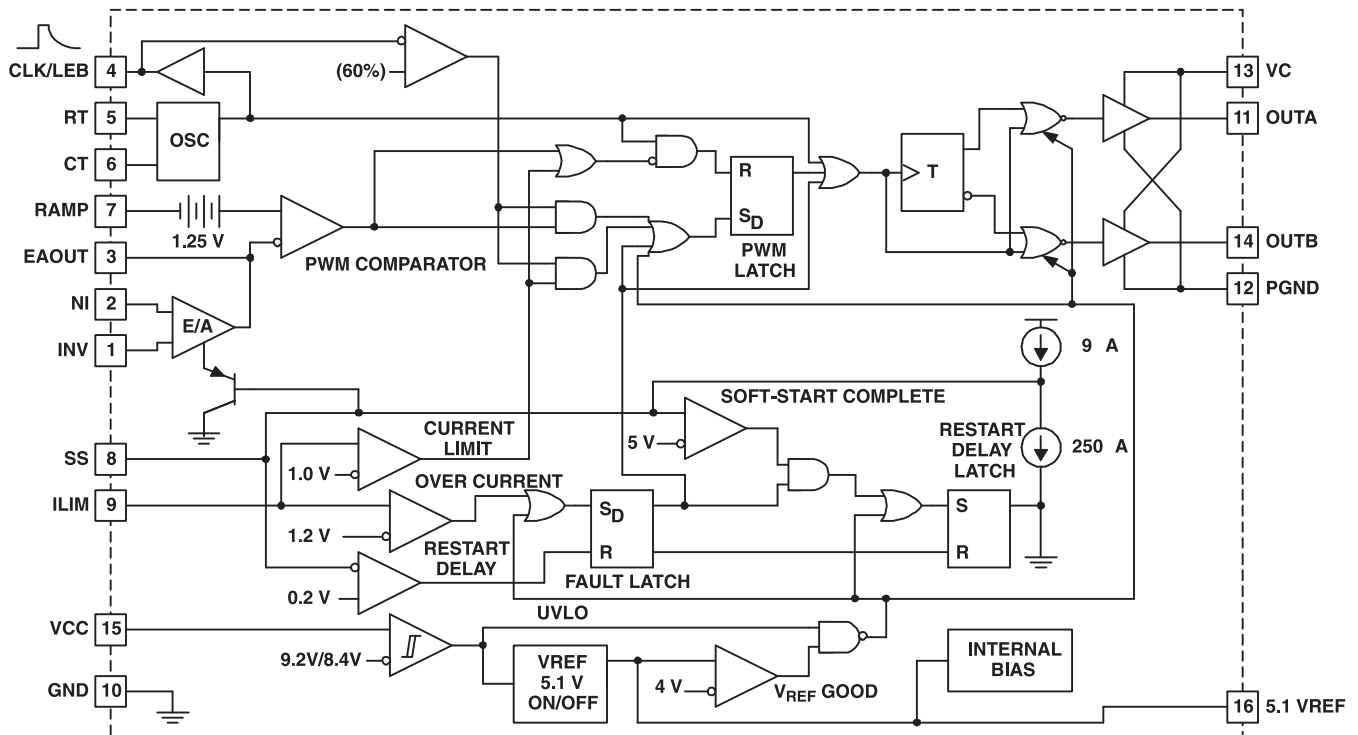 CLK/LEB 4
(60%)
13 VC
RT 5
OSC
11 OUTA
CT 6
R
T
RAMP 7
1.25 V
SD
PWM COMPARATOR
PWM
LATCH
EAOUT 3
14 OUTB
NI 2
12 PGND
E/A
INV 1
9 A
SOFT-START COMPLETE
CURRENT
LIMIT
5 V
RESTART
DELAY
LATCH
250 A
SS 8
1.0 V
OVER CURRENT
ILIM 9
SD
S
1.2 V
RESTART
DELAY
R
R
FAULT LATCH
0.2 V
UVLO
VCC 15
9.2V/8.4V
VREF
5.1 V
ON/OFF
INTERNAL
BIAS
4 V
VREF GOOD
GND 10
16 5.1 VREF